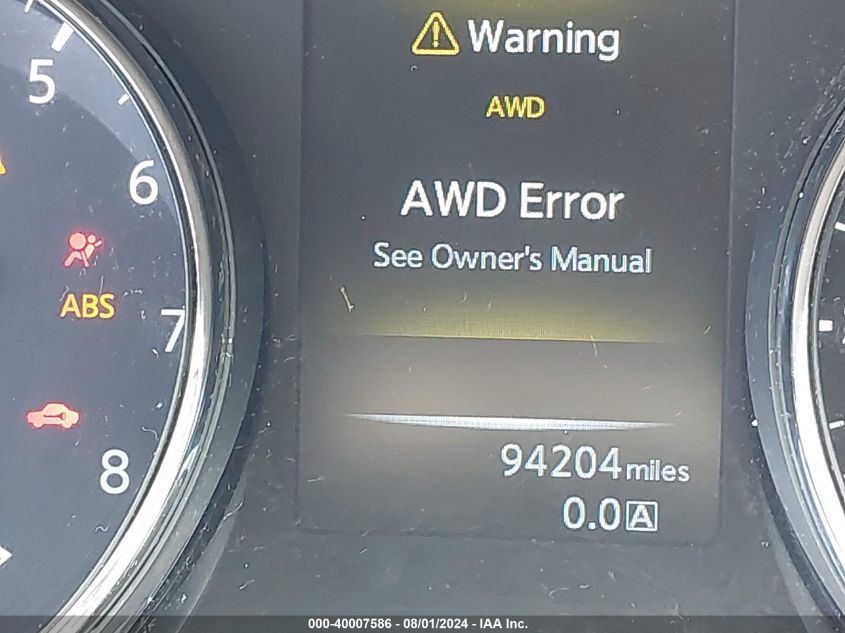 Warning
AWD
AWD Error
See Owner's Manual
5
6
ABS
7
8
94204 miles
0.0 A
000-40007586 - 08/01/2024 - IAA Inc.